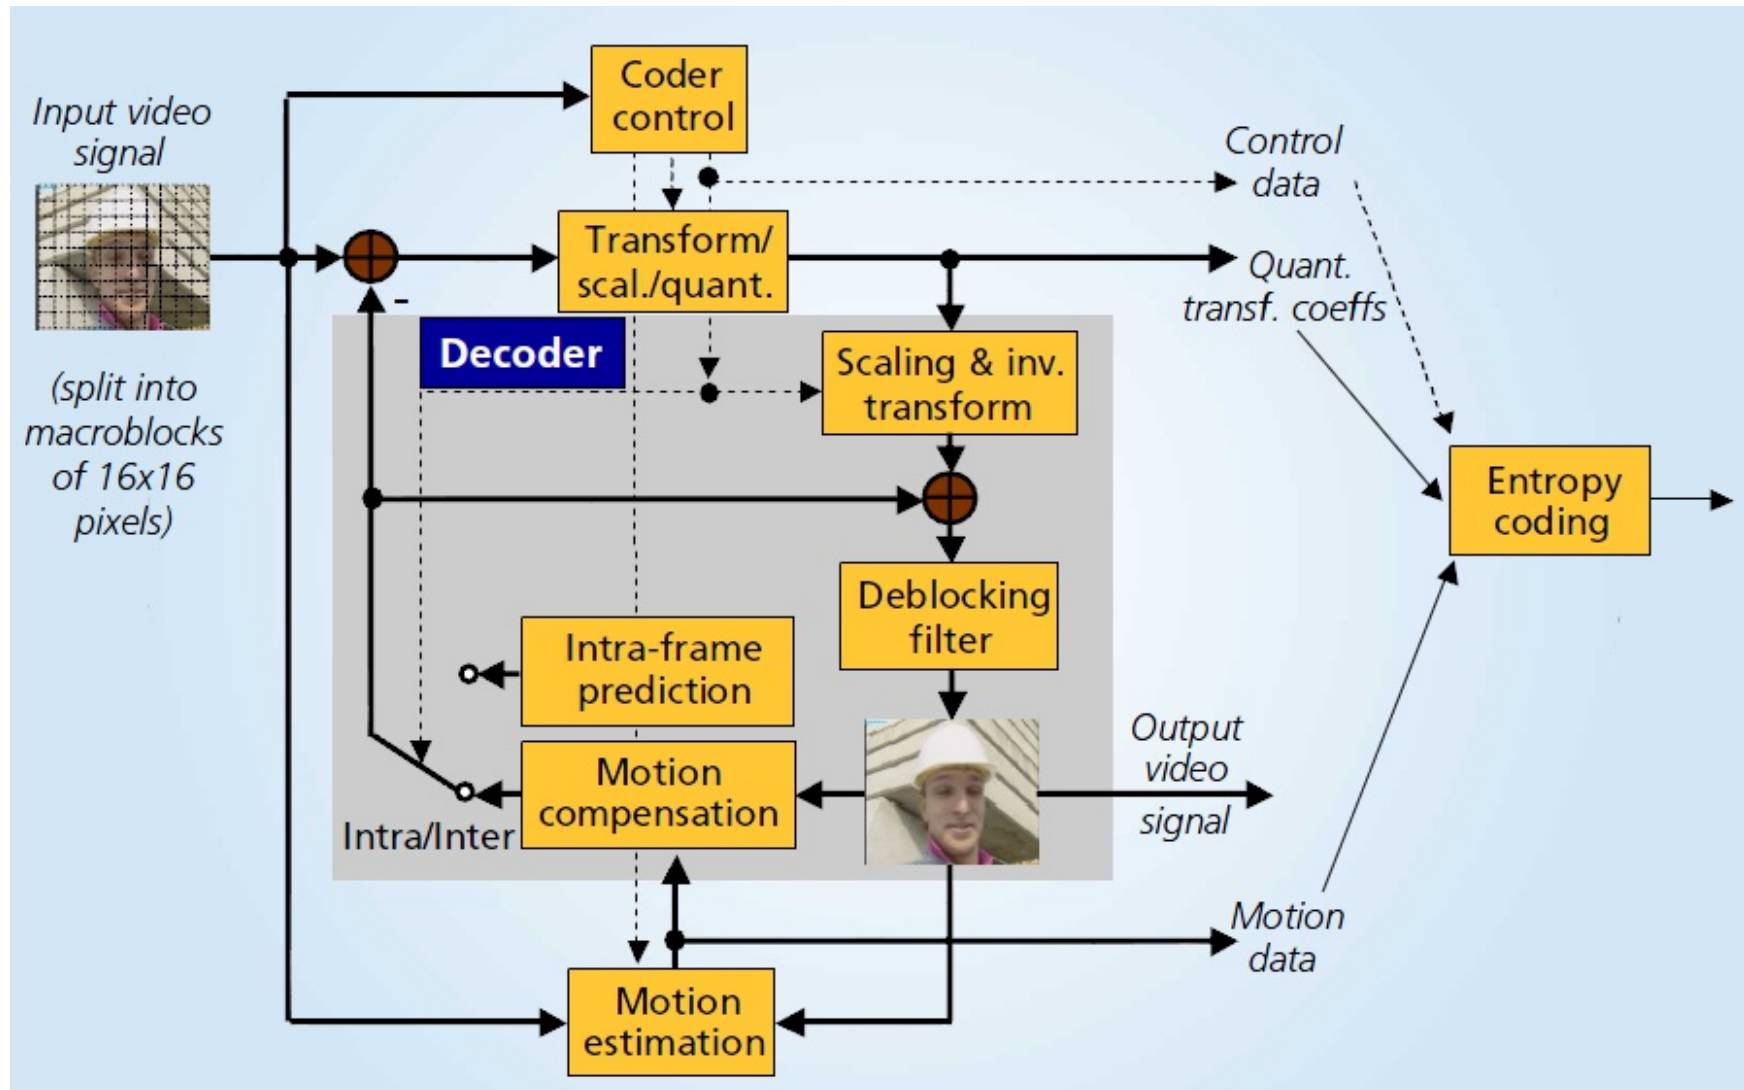 Coder
control
Input video
signal
Control
data
Transform/
scal./quant.
Quant.
transf. coeffs
-
Decoder
Scaling & inv.
transform
(split into
macroblocks
of 16x16
pixels)
Entropy
coding
Deblocking
filter
Intra-frame
prediction
Output
video
signal
Motion
compensation
Intra/Inter
Motion
data
Motion
estimation